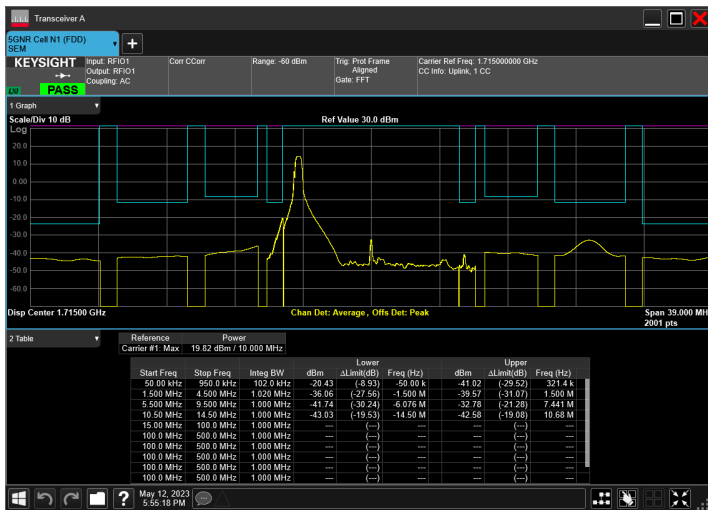 Transceiver A
5GNR Cell N1 (FDD)
SEM
KEYSIGHT
LXI
PASS
Input: RFIO1
Output: RFIO1
Coupling: AC
Corr CCorr
Range: -60 dBm
Trig: Prot Frame
Aligned
Gate: FFT
Carrier Ref Freq: 1.715000000 GHz
CC Info: Uplink, 1 CC
1 Graph
Scale/Div 10 dB
Ref Value 30.0 dBm
Log
20.0
10.0
0.00
-10.0
-20.0
-30.0
-40.0
-50.0
-60.0
Disp Center 1.71500 GHz
Chan Det: Average, Offs Det: Peak
Span 39.000 MH
2001 pts
2 Table
Reference Power
Carrier #1: Max 19.82 dBm / 10.000 MHz
Lower Upper
Start Freq Stop Freq Integ BW dBm ΔLimit(dB) Freq (Hz) dBm ΔLimit(dB) Freq (Hz)
50.00 kHz 950.0 kHz 102.0 kHz -20.43 (-8.93) -50.00 k -41.02 (-29.52) 321.4 k
1.500 MHz 4.500 MHz 1.020 MHz -36.06 (-27.56) -1.500 M -39.57 (-31.07) 1.500 M
5.500 MHz 9.500 MHz 1.000 MHz -41.74 (-30.24) -6.076 M -32.78 (-21.28) 7.441 M
10.50 MHz 14.50 MHz 1.000 MHz -43.03 (-19.53) -14.50 M -42.58 (-19.08) 10.68 M
15.00 MHz 100.0 MHz 1.000 MHz --- (---) --- --- (---) ---
100.0 MHz 500.0 MHz 1.000 MHz --- (---) --- --- (---) ---
100.0 MHz 500.0 MHz 1.000 MHz --- (---) --- --- (---) ---
100.0 MHz 500.0 MHz 1.000 MHz --- (---) --- --- (---) ---
100.0 MHz 500.0 MHz 1.000 MHz --- (---) --- --- (---) ---
100.0 MHz 500.0 MHz 1.000 MHz --- (---) --- --- (---) ---
May 12, 2023
5:55:18 PM